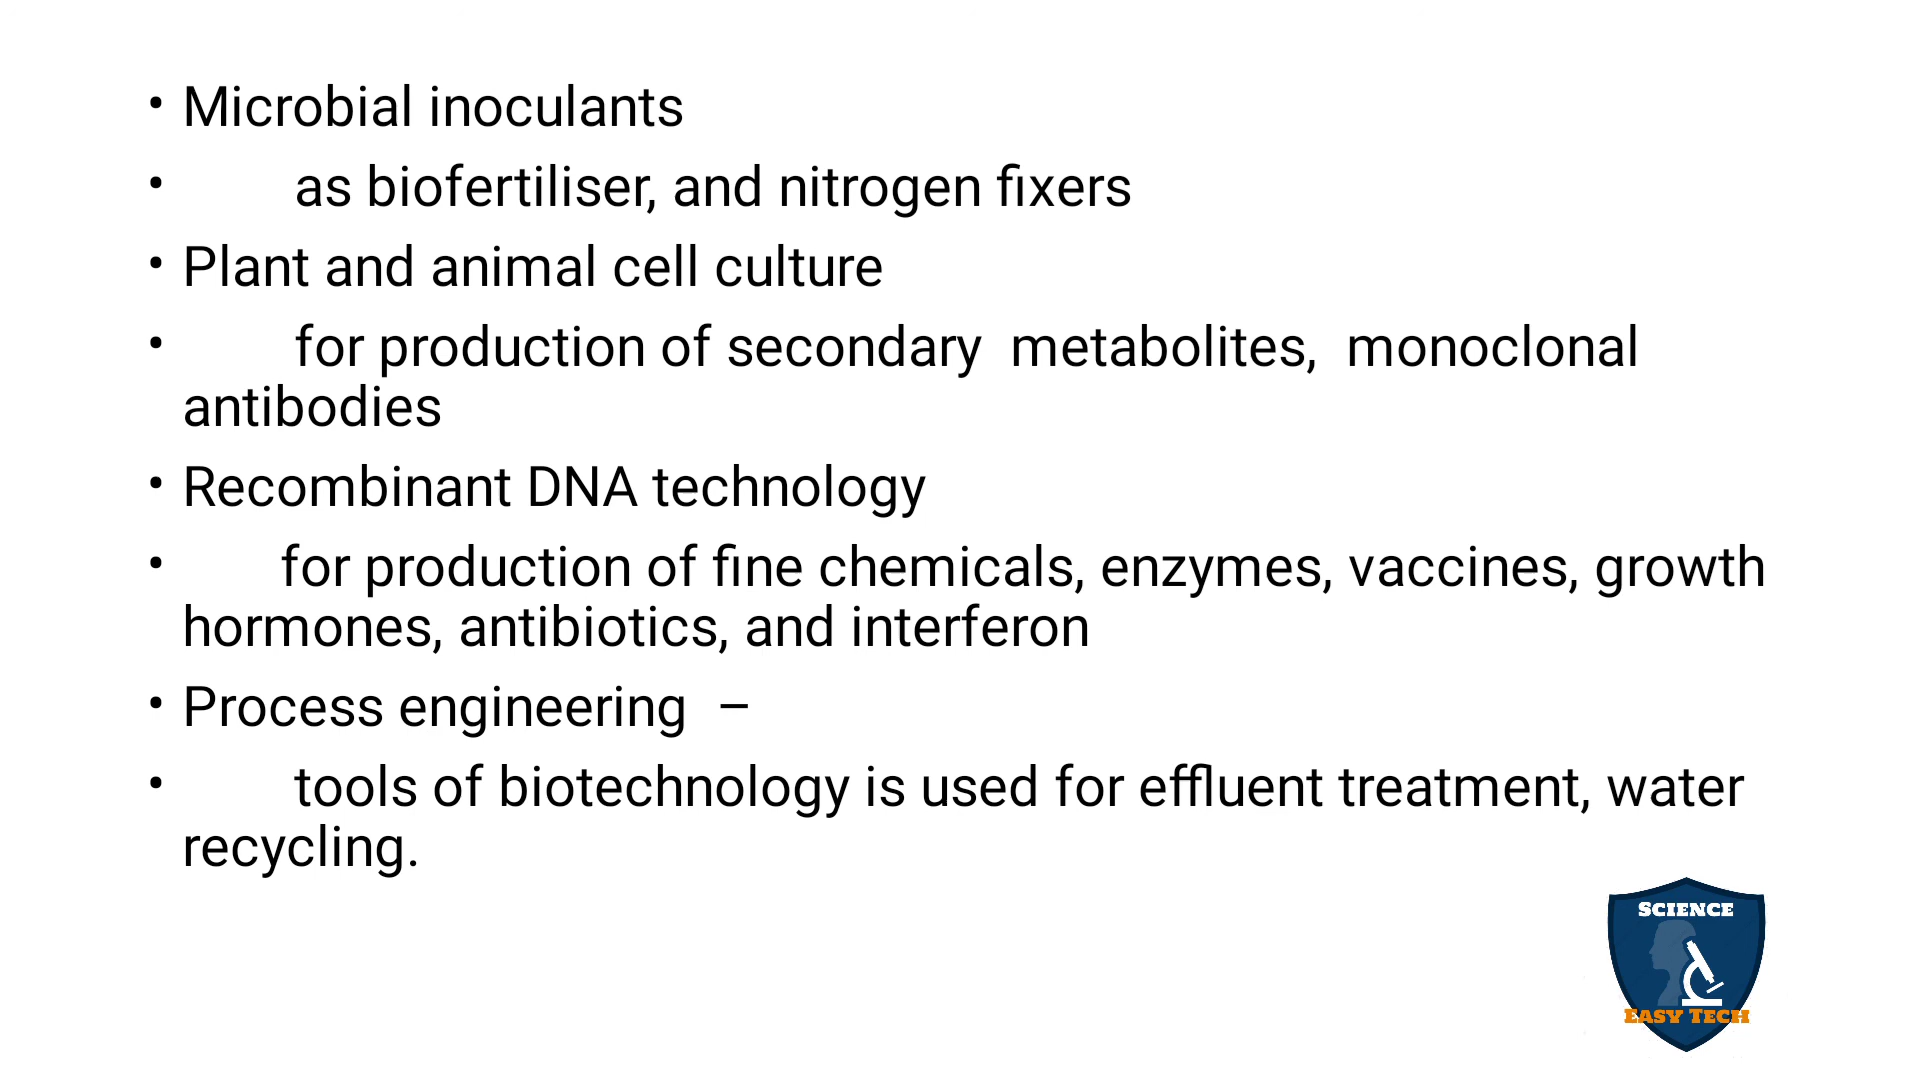 • Microbial inoculants
• as biofertiliser, and nitrogen fixers
• Plant and animal cell culture
• for production of secondary  metabolites,  monoclonal
antibodies
• Recombinant DNA technology
• for production of fine chemicals, enzymes, vaccines, growth
hormones, antibiotics, and interferon
• Process engineering  –
• tools of biotechnology is used for effluent treatment, water
recycling.
SCIENCE
EASY TECH